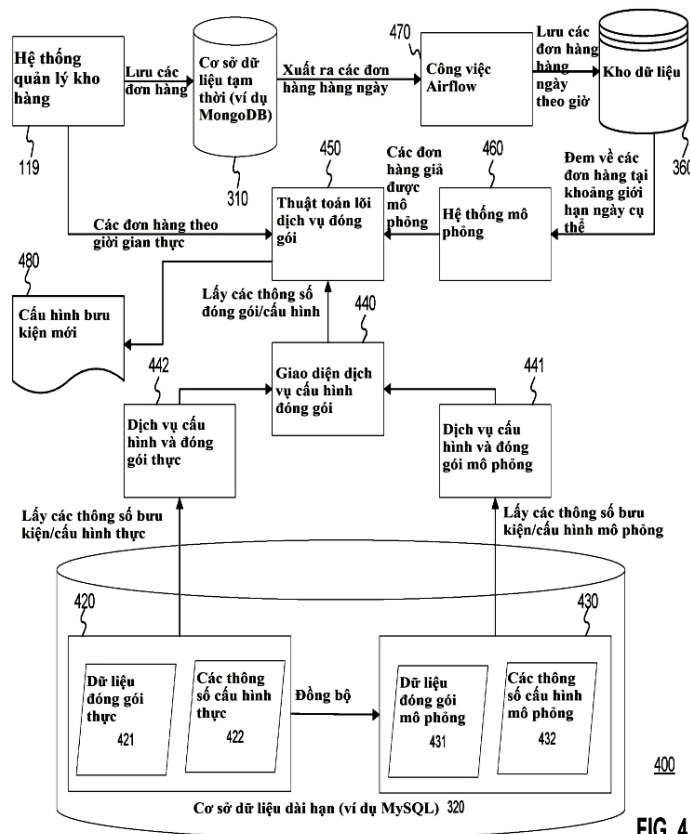 Hệ thống
quản lý kho
hàng
119
Lưu các
đơn hàng
Cơ sở dữ
liệu tạm
thời (ví dụ
MongoDB)
310
Xuất ra các đơn
hàng hàng ngày
470
Công việc
Airflow
Lưu các
đơn hàng
hàng
ngày
theo giờ
Kho dữ liệu
360
Các đơn hàng theo
giời gian thực
450
Thuật toán lõi
dịch vụ đóng
gói
Các đơn
hàng giả
được
mô
phỏng
460
Hệ thống mô
phỏng
Đem về các
đơn hàng tại
khoảng giới
hạn ngày cụ
thể
480
Cấu hình bưu
kiện mới
Lấy các thông số
đóng gói/cấu hình
440
Giao diện dịch
vụ cấu hình
đóng gói
442
Dịch vụ cấu
hình và đóng
gói thực
441
Dịch vụ cấu
hình và đóng
gói mô phỏng
Lấy các thông số bưu
kiện/cấu hình thực
Lấy các thông số bưu
kiện/cấu hình mô phỏng
420
Dữ liệu
đóng gói
thực
421
Các thông
số cấu hình
thực
422
Đồng bộ
430
Dữ liệu
đóng gói
mô phỏng
431
Các thông
số cấu hình
mô phỏng
432
Cơ sở dữ liệu dài hạn (ví dụ MySQL) 320
400
FIG. 4